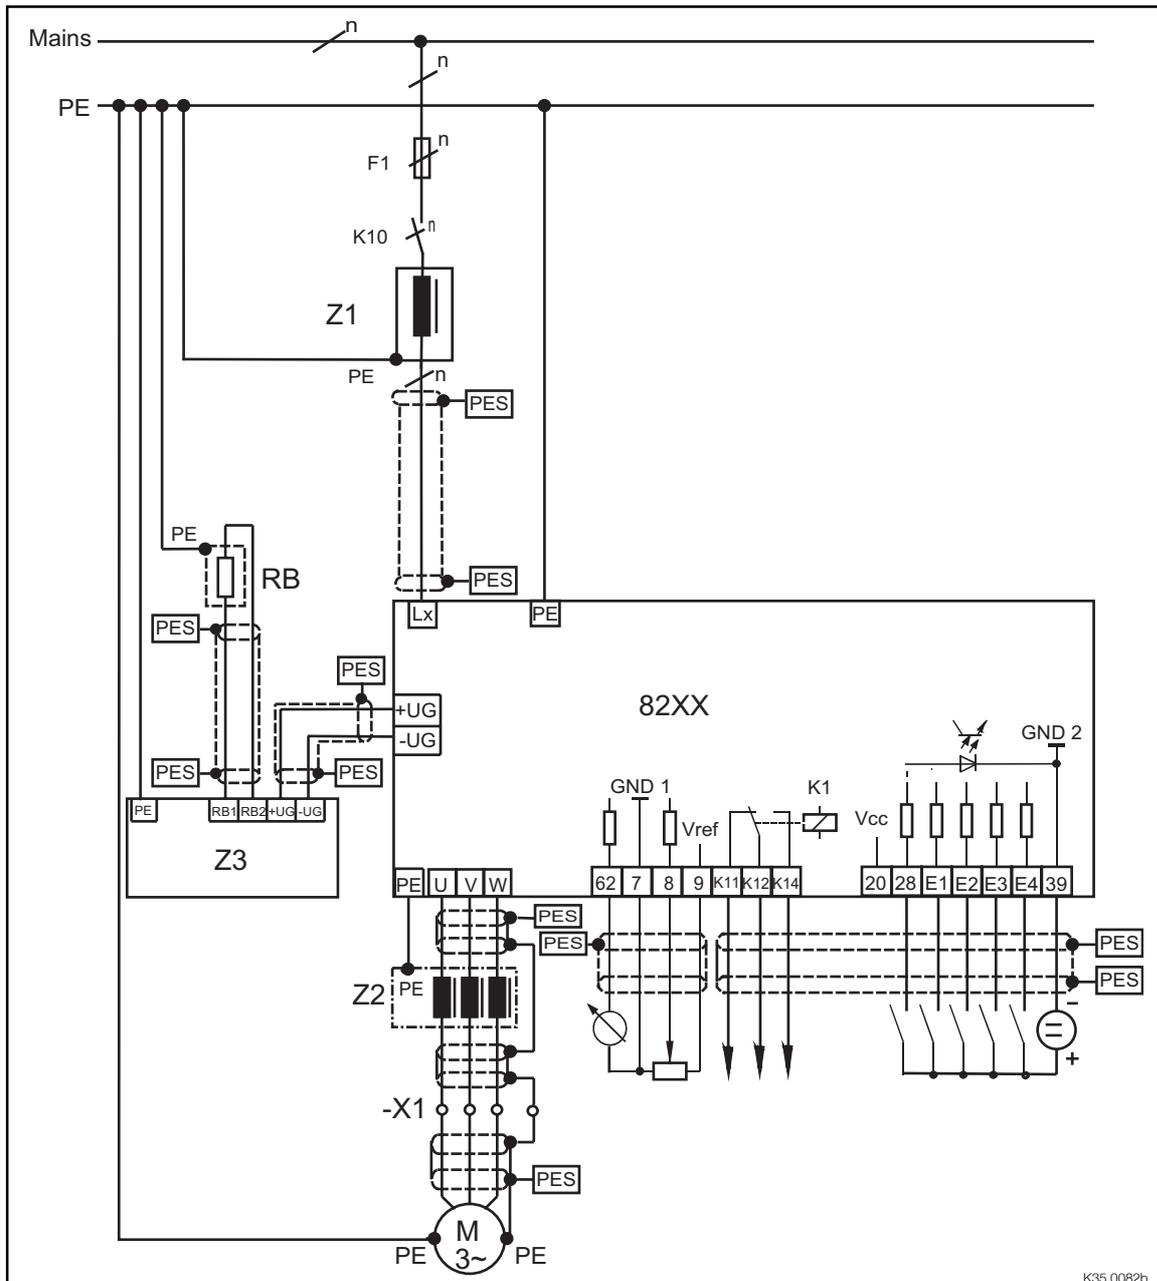 Mains
n
n
PE
n
F1
n
K10
Z1
PE
n
PES
PES
PE
RB
PES
Lx
PE
PES
+UG
82XX
-UG
GND 2
PES
PES
GND 1
K1
PE
RB1
RB2
+UG
-UG
Vref
Vcc
Z3
PE
U
V
W
62
7
8
9
K11
K12
K14
20
28
E1
E2
E3
E4
39
PES
PES
PES
PES
Z2
PE
–
=
+
-X1
PES
M
3~
PE
PE
K35.0082b